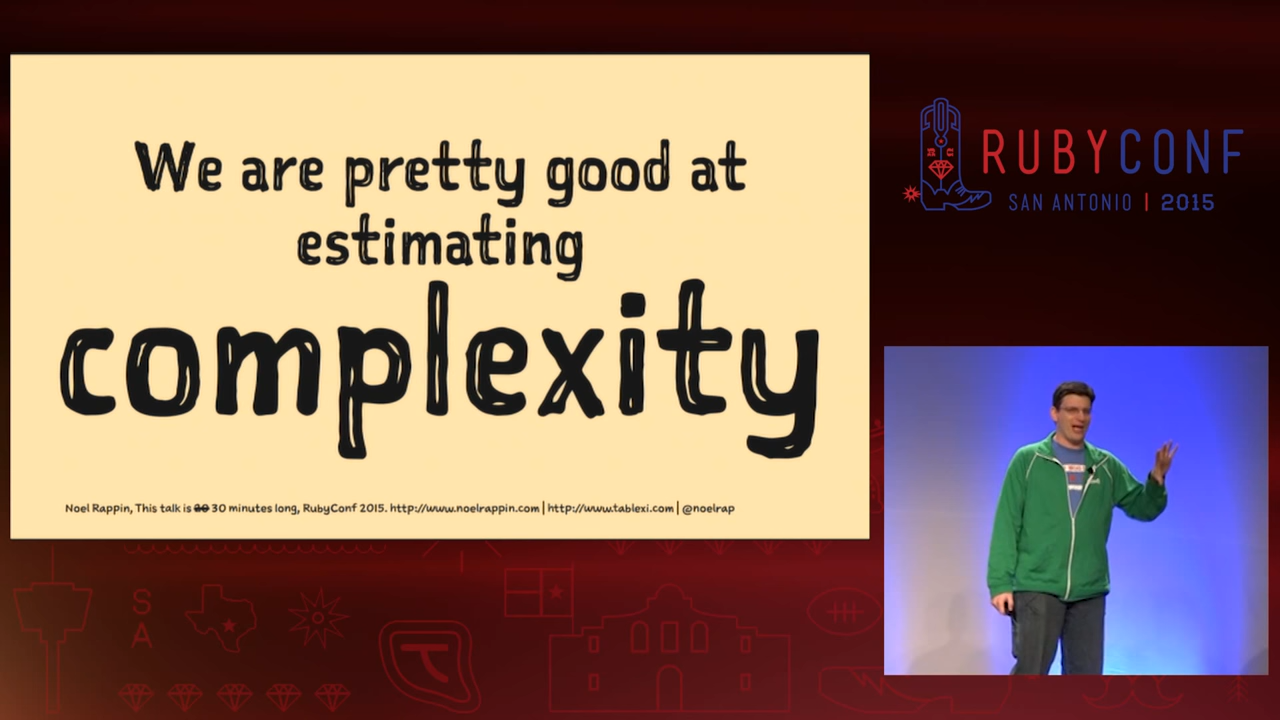 We are pretty good at
estimating
complexity
Noel Rappin, This talk is 20 30 minutes long, RubyConf 2015. http://www.noelrappin.com | http://www.tablexi.com | @noelrap
RUBYCONF
SAN ANTONIO | 2015
S
A